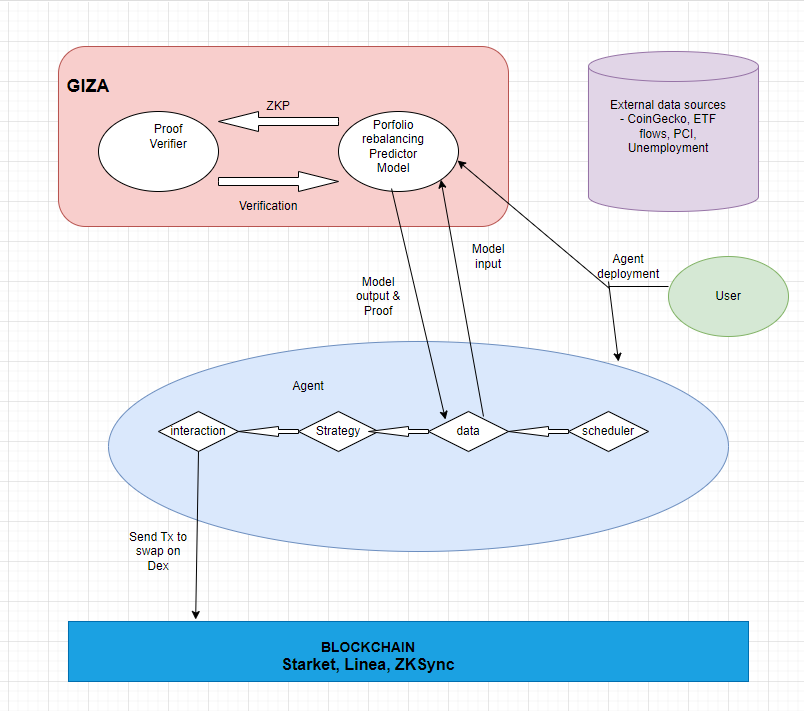 GIZA
ZKP
Proof
Verifier
Porfolio
rebalancing
Predictor
Model
Verification
External data sources
- CoinGecko, ETF
flows, PCI,
Unemployment
Model
input
Agent
deployment
User
Model
output &
Proof
Agent
interaction
Strategy
data
scheduler
Send Tx to
swap on
Dex
BLOCKCHAIN
Starket, Linea, ZKSync